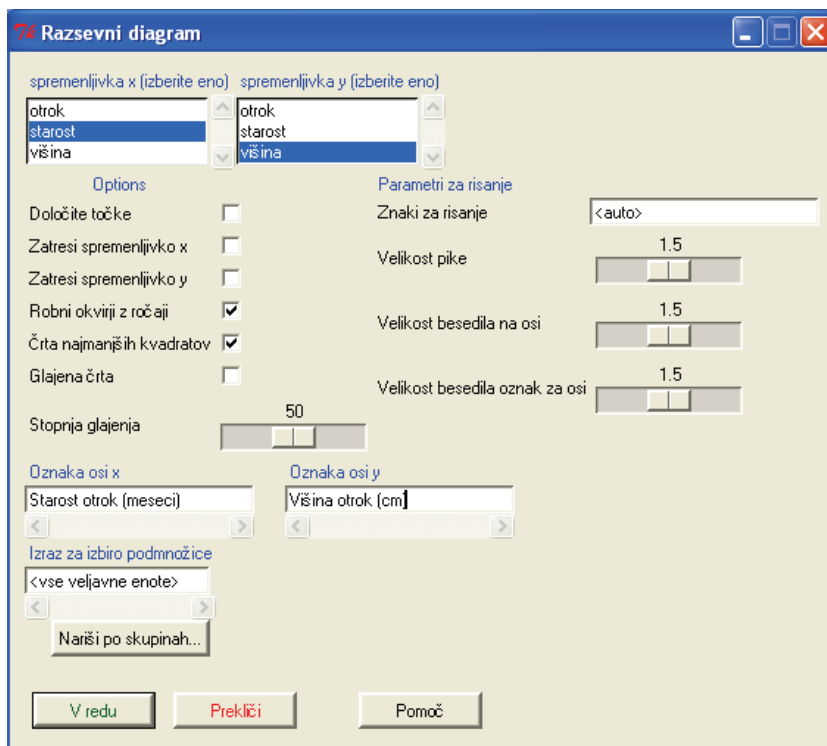 Razsevni diagram
spremenljivka x (izberite eno) spremenljivka y (izberite eno)
otrok otrok
starost starost
višina višina
Options Parametri za risanje
Določite točke Znaki za risanje <auto>
Zatresi spremenljivko x 1.5
Velikost pike
Zatresi spremenljivko y
Robni okvirji z ročaji 1.5
Velikost besedila na osi
Črta najmanjših kvadratov
Glajena črta 1.5
Velikost besedila oznak za osi
50
Stopnja glajenja
Oznaka osi x Oznaka osi y
Starost otrok (meseci) Višina otrok (cm)
Izraz za izbiro podmnožice
<vse veljavne enote>
Nariši po skupinah...
V redu Prekliči Pomoč